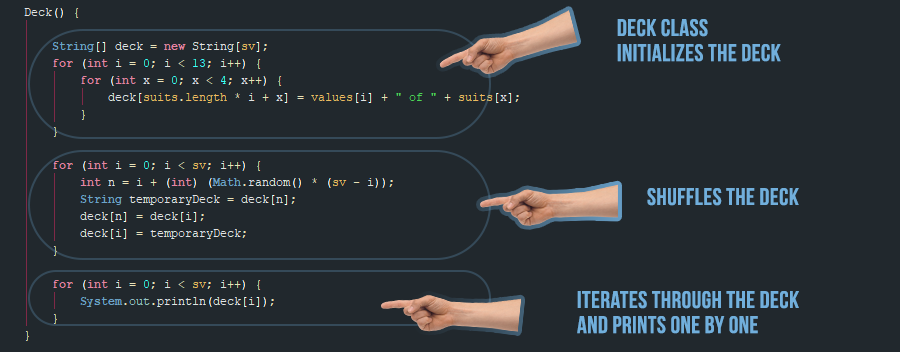 Deck() {
String[] deck = new String[sv];
for (int i = 0; i < 13; i++) {
for (int x = 0; x < 4; x++) {
deck[suits.length * i + x] = values[i] + " of " + suits[x];
}
}
DECK CLASS
INITIALIZES THE DECK
for (int i = 0; i < sv; i++) {
int n = i + (int) (Math.random() * (sv - i));
String temporaryDeck = deck[n];
deck[n] = deck[i];
deck[i] = temporaryDeck;
}
SHUFFLES THE DECK
for (int i = 0; i < sv; i++) {
System.out.println(deck[i]);
}
ITERATES THROUGH THE DECK
AND PRINTS ONE BY ONE
}